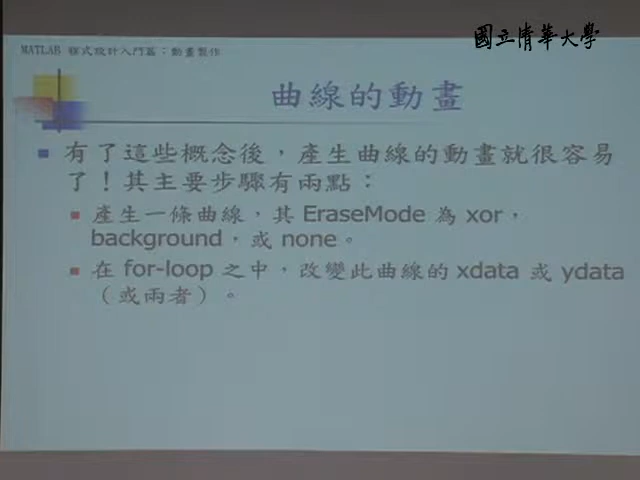 國立清華大學
MATLAB 程式設計入門篇：動畫製作
曲線的動畫
有了這些概念後，產生曲線的動畫就很容易
了！其主要步驟有兩點：
產生一條曲線，其 EraseMode 為 xor，
background，或 none。
在 for-loop 之中，改變此曲線的 xdata 或 ydata
（或兩者）。